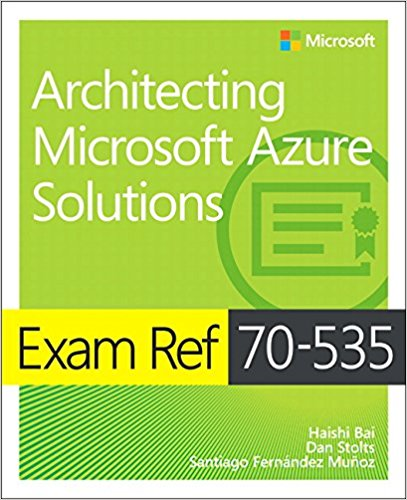 Microsoft
Architecting
Microsoft Azure
Solutions
Exam Ref 70-535
Haishi Bai
Dan Stolts
Santiago Fernández Muñoz